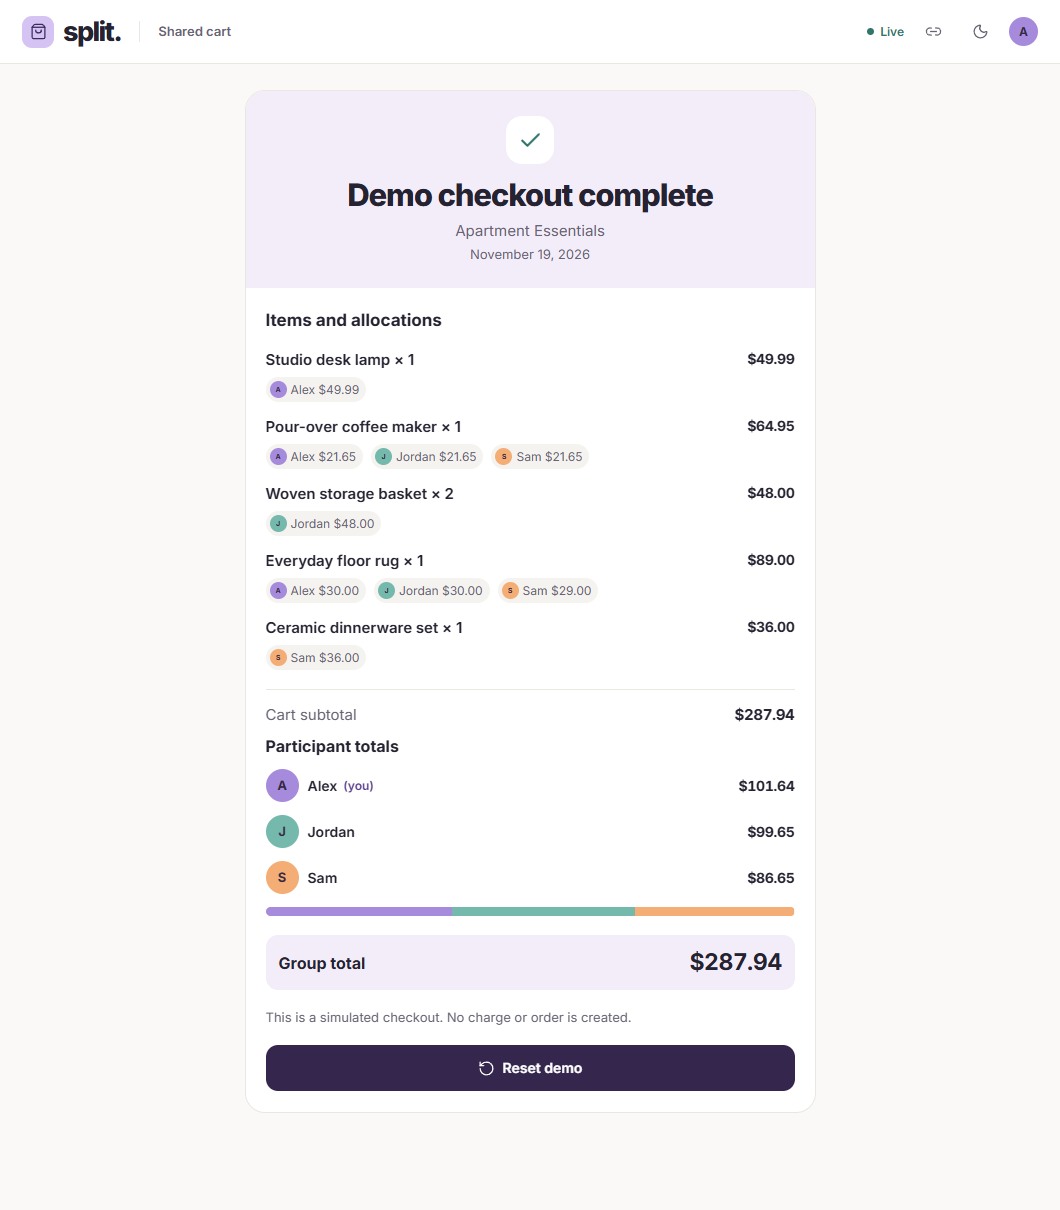 split. Shared cart Live A
Demo checkout complete
Apartment Essentials
November 19, 2026
Items and allocations
Studio desk lamp × 1 $49.99
A Alex $49.99
Pour-over coffee maker × 1 $64.95
A Alex $21.65 J Jordan $21.65 S Sam $21.65
Woven storage basket × 2 $48.00
J Jordan $48.00
Everyday floor rug × 1 $89.00
A Alex $30.00 J Jordan $30.00 S Sam $29.00
Ceramic dinnerware set × 1 $36.00
S Sam $36.00
Cart subtotal $287.94
Participant totals
A Alex (you) $101.64
J Jordan $99.65
S Sam $86.65
Group total $287.94
This is a simulated checkout. No charge or order is created.
Reset demo